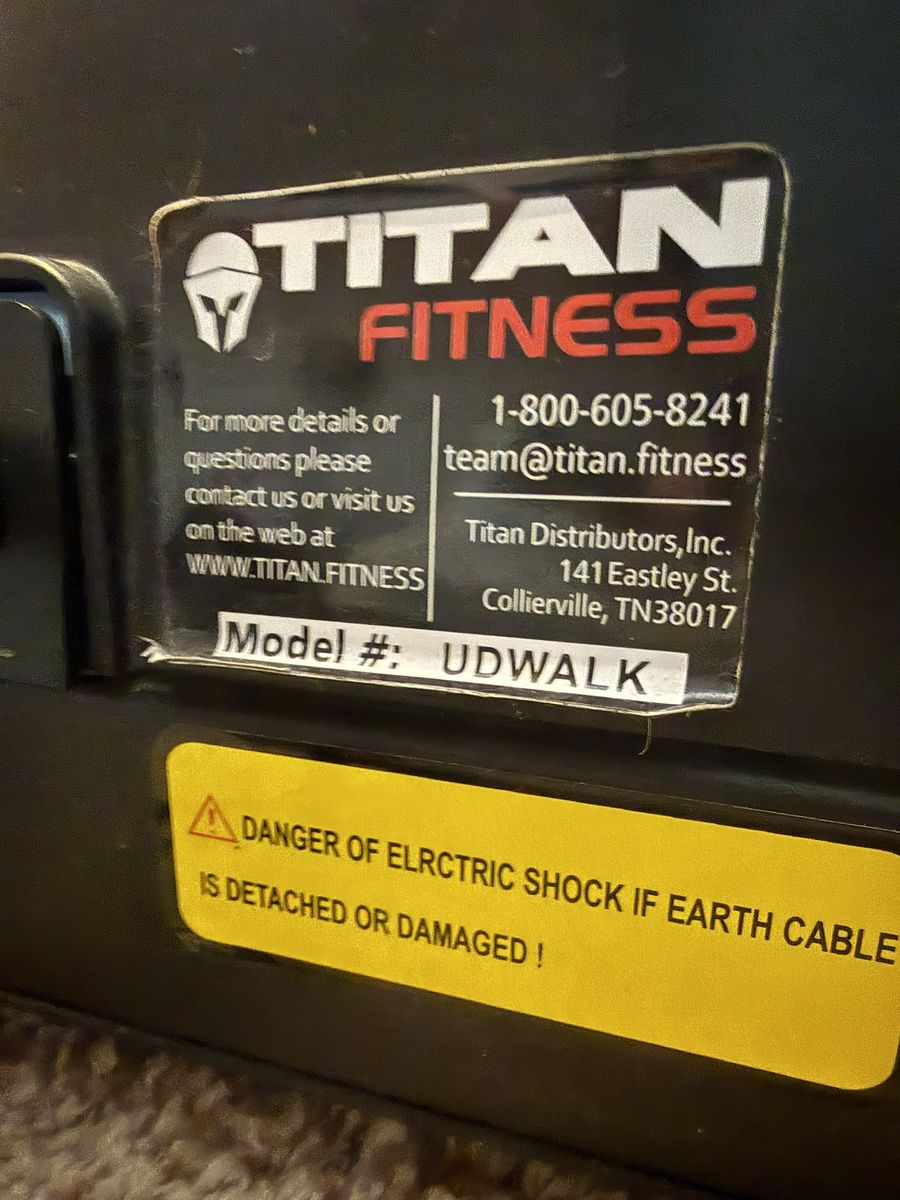 TITAN
FITNESS
For more details or
questions please
contact us or visit us
on the web at
WWW.TITAN.FITNESS
1-800-605-8241
team@titan.fitness
Titan Distributors,Inc.
141 Eastley St.
Collierville, TN38017
Model #: UDWALK
DANGER OF ELRCTRIC SHOCK IF EARTH CABLE
IS DETACHED OR DAMAGED !